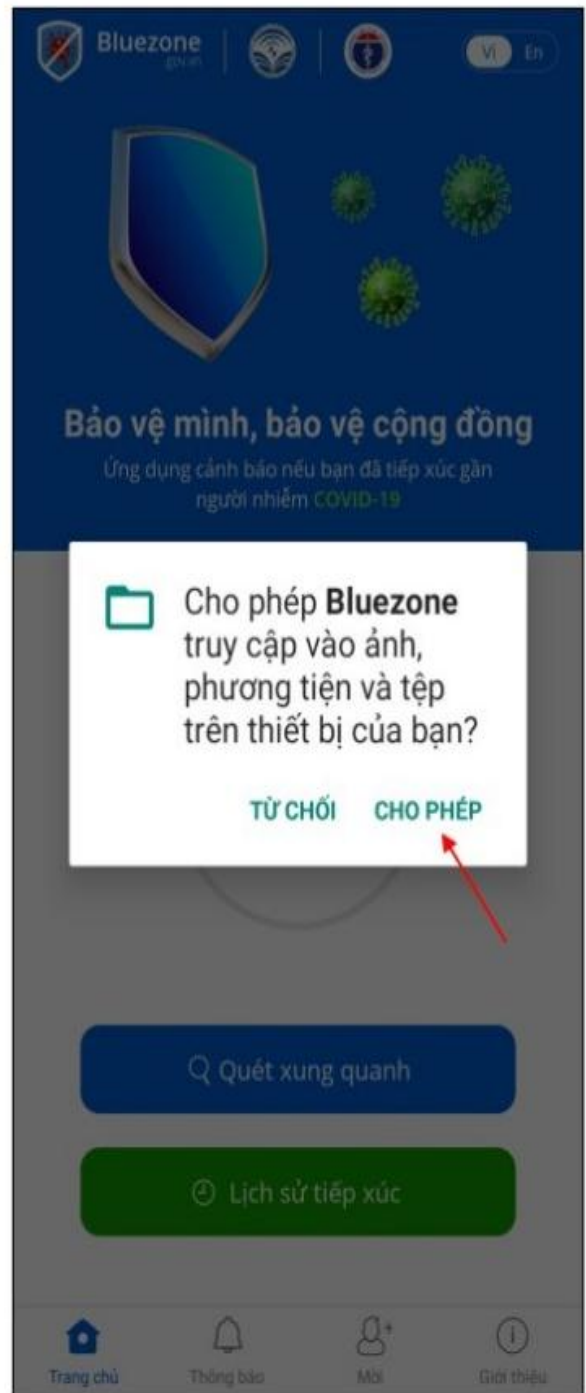 Bluezone
gov.vn
Vi En
Bảo vệ mình, bảo vệ cộng đồng
Ứng dụng cảnh báo nếu bạn đã tiếp xúc gần
người nhiễm COVID-19
Cho phép Bluezone
truy cập vào ảnh,
phương tiện và tệp
trên thiết bị của bạn?
TỪ CHỐI CHO PHÉP
Quét xung quanh
Lịch sử tiếp xúc
Trang chủ Thông báo Mời Giới thiệu